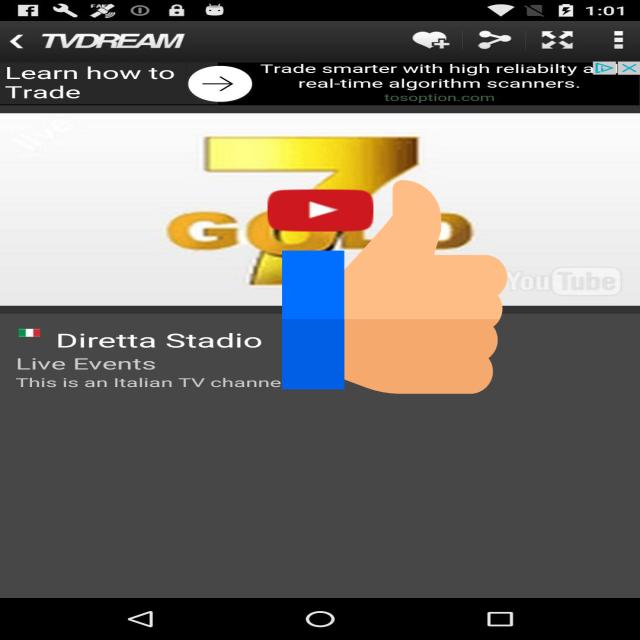 1:01
TVDREAM
Learn how to
Trade
Trade smarter with high reliabilty a
real-time algorithm scanners.
tosoption.com
live
7
GOLD
YouTube
Diretta Stadio
Live Events
This is an Italian TV channe